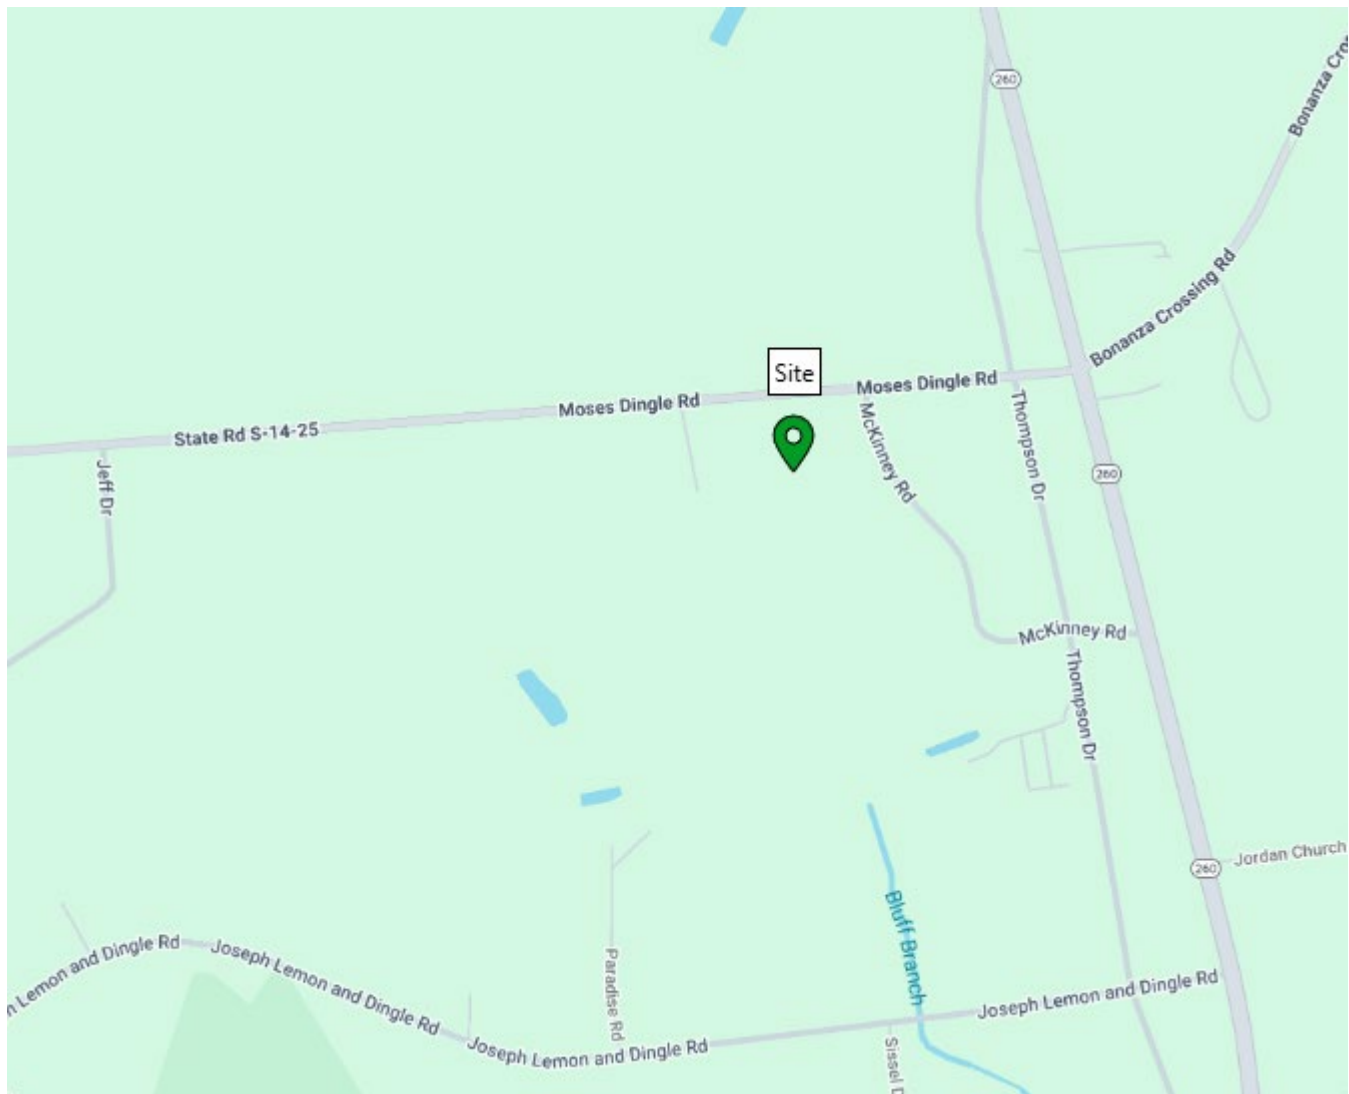 260
Bonanza Cro
Bonanza Crossing Rd
Site
Moses Dingle Rd
Moses Dingle Rd
State Rd S-14-25
Jeff Dr
McKinney Rd
Thompson Dr
260
McKinney Rd
Thompson Dr
Jordan Church
260
Bluff Branch
Lemon and Dingle Rd
Joseph Lemon and Dingle Rd
Paradise Rd
Joseph Lemon and Dingle Rd
Joseph Lemon and Dingle Rd
Sissel